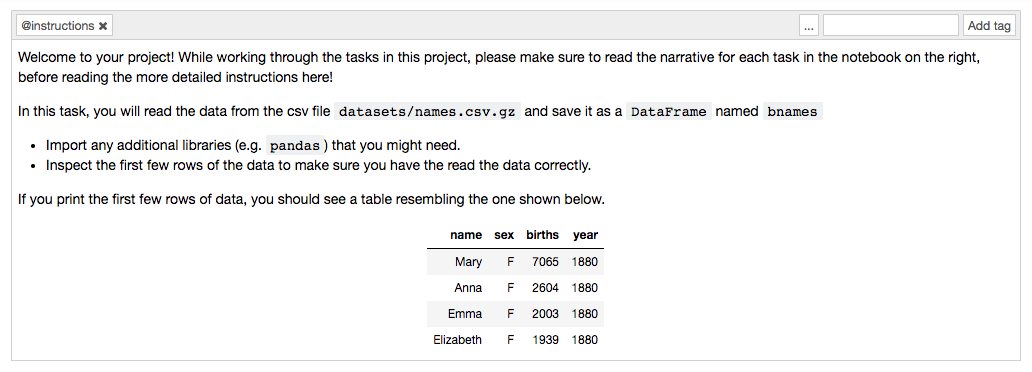 @instructions ✖ ... Add tag
Welcome to your project! While working through the tasks in this project, please make sure to read the narrative for each task in the notebook on the right,
before reading the more detailed instructions here!
In this task, you will read the data from the csv file datasets/names.csv.gz and save it as a DataFrame named bnames
• Import any additional libraries (e.g. pandas ) that you might need.
• Inspect the first few rows of the data to make sure you have the read the data correctly.
If you print the first few rows of data, you should see a table resembling the one shown below.
name sex births year
Mary F 7065 1880
Anna F 2604 1880
Emma F 2003 1880
Elizabeth F 1939 1880